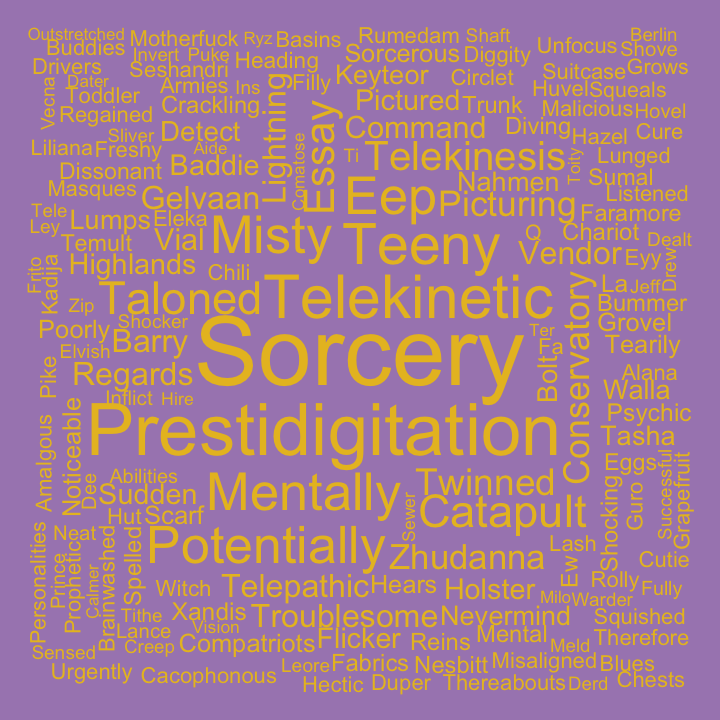 Outstretched
Motherfuck
Ryz
Basins
Rumedam
Shaft
Unfocus
Berlin
Buddies
Invert
Puke
Heading
Sorcerous
Diggity
Shove
Drivers
Seshandri
Armies
Ins
Filly
Keyteor
Circlet
Suitcase
Grows
Dater
Toddler
Crackling
Lightning
Essay
Pictured
Trunk
Huvel
Squeals
Vecna
Regained
Malicious
Hovel
Sliver
Detect
Command
Diving
Hazel
Cure
Liliana
Freshy
Aide
Comatose
Ti
Telekinesis
Toity
Lunged
Dissonant
Baddie
Nahmen
Sumal
Masques
Gelvaan
Eep
Picturing
Listened
Tele
Lumps
Eleka
Misty
Teeny
Faramore
Ley
Temult
Vial
Q
Chariot
Dealt
Highlands
Chili
Vendor
Eyy
Drew
Frito
Kadija
Zip
Taloned
Telekinetic
Conservatory
La
Jeff
Bummer
Poorly
Shocker
Sorcery
Ter
Grovel
Elvish
Barry
Bolt
Fa
Tearily
Pike
Regards
Alana
Inflict
Hire
Walla
Amalgous
Noticeable
Prestidigitation
Psychic
Tasha
Abilities
Mentally
Twinned
Eggs
Successful
Grapefruit
Dee
Sudden
Catapult
Shocking
Guro
Hut
Scarf
Sewer
Personalities
Neat
Brainwashed
Spelled
Potentially
Zhudanna
Lash
Cutie
Prince
Prophetic
Calmer
Witch
Telepathic
Hears
Holster
Ew
Rolly
Fully
Tithe
Xandis
Troublesome
Nevermind
Milo
Warder
Squished
Lance
Vision
Sensed
Creep
Compatriots
Flicker
Reins
Mental
Meld
Therefore
Urgently
Cacophonous
Leore
Fabrics
Nesbitt
Misaligned
Blues
Hectic
Duper
Thereabouts
Derd
Chests